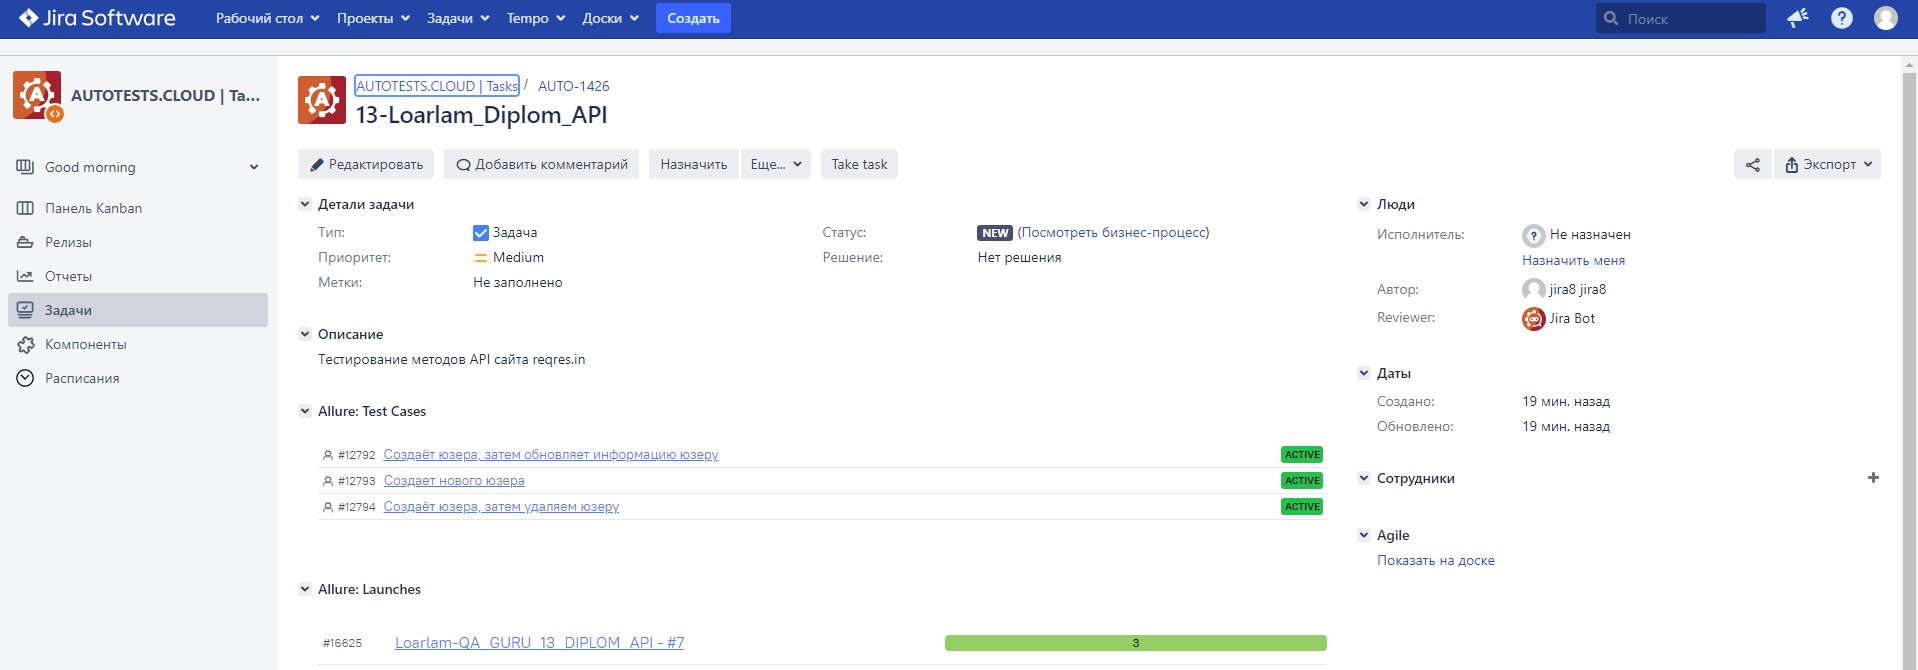 Jira Software Рабочий стол Проекты Задачи Tempo Доски Создать Поиск
AUTOTESTS.CLOUD | Ta...
Good morning
Панель Kanban
Релизы
Отчеты
Задачи
Компоненты
Расписания
AUTOTESTS.CLOUD | Tasks / AUTO-1426
13-Loarlam_Diplom_API
Редактировать Добавить комментарий Назначить Еще... Take task Экспорт
Детали задачи
Тип: Задача Статус: NEW (Посмотреть бизнес-процесс)
Приоритет: Medium Решение: Нет решения
Метки: Не заполнено
Описание
Тестирование методов API сайта reqres.in
Allure: Test Cases
#12792 Создаёт юзера, затем обновляет информацию юзеру ACTIVE
#12793 Создает нового юзера ACTIVE
#12794 Создаёт юзера, затем удаляем юзеру ACTIVE
Allure: Launches
#16625 Loarlam-QA_GURU_13_DIPLOM_API - #7 3
Люди
Исполнитель: Не назначен
Назначить меня
Автор: jira8 jira8
Reviewer: Jira Bot
Даты
Создано: 19 мин. назад
Обновлено: 19 мин. назад
Сотрудники
Agile
Показать на доске